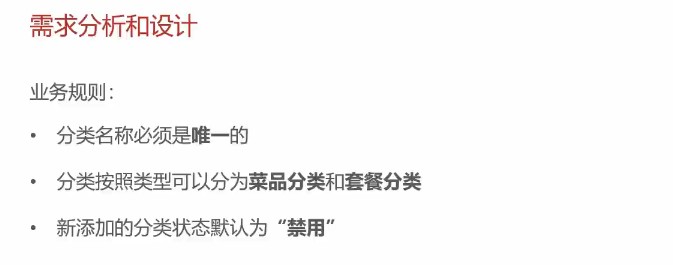 需求分析和设计
业务规则：
• 分类名称必须是唯一的
• 分类按照类型可以分为菜品分类和套餐分类
• 新添加的分类状态默认为“禁用”